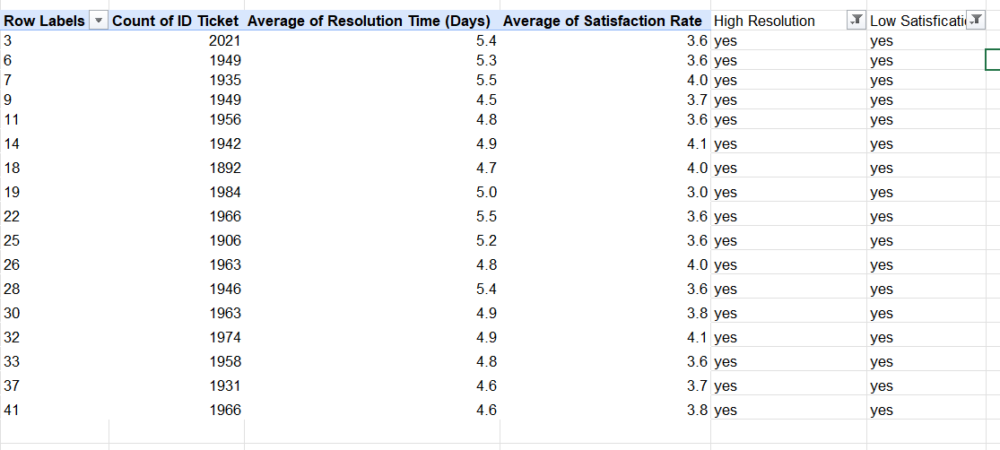 Row Labels Count of ID Ticket Average of Resolution Time (Days) Average of Satisfaction Rate High Resolution Low Satisficati
3 2021 5.4 3.6 yes yes
6 1949 5.3 3.6 yes yes
7 1935 5.5 4.0 yes yes
9 1949 4.5 3.7 yes yes
11 1956 4.8 3.6 yes yes
14 1942 4.9 4.1 yes yes
18 1892 4.7 4.0 yes yes
19 1984 5.0 3.0 yes yes
22 1966 5.5 3.6 yes yes
25 1906 5.2 3.6 yes yes
26 1963 4.8 4.0 yes yes
28 1946 5.4 3.6 yes yes
30 1963 4.9 3.8 yes yes
32 1974 4.9 4.1 yes yes
33 1958 4.8 3.6 yes yes
37 1931 4.6 3.7 yes yes
41 1966 4.6 3.8 yes yes